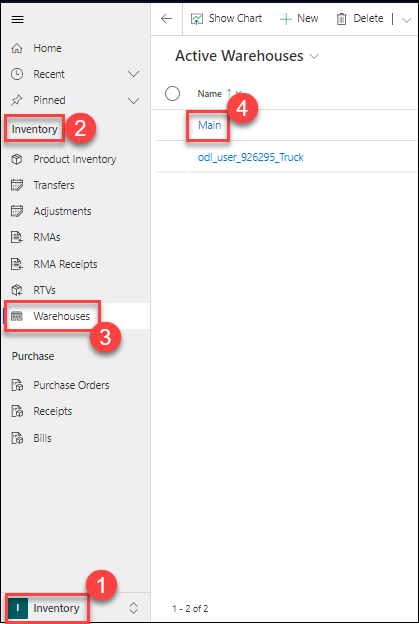 Show Chart
New
Delete
Home
Recent
Pinned
Inventory
2
Product Inventory
Transfers
Adjustments
RMAs
RMA Receipts
RTVs
Warehouses
3
Purchase
Purchase Orders
Receipts
Bills
1
I Inventory
Active Warehouses
Name ↑
4
Main
odl_user_926295_Truck
1 - 2 of 2